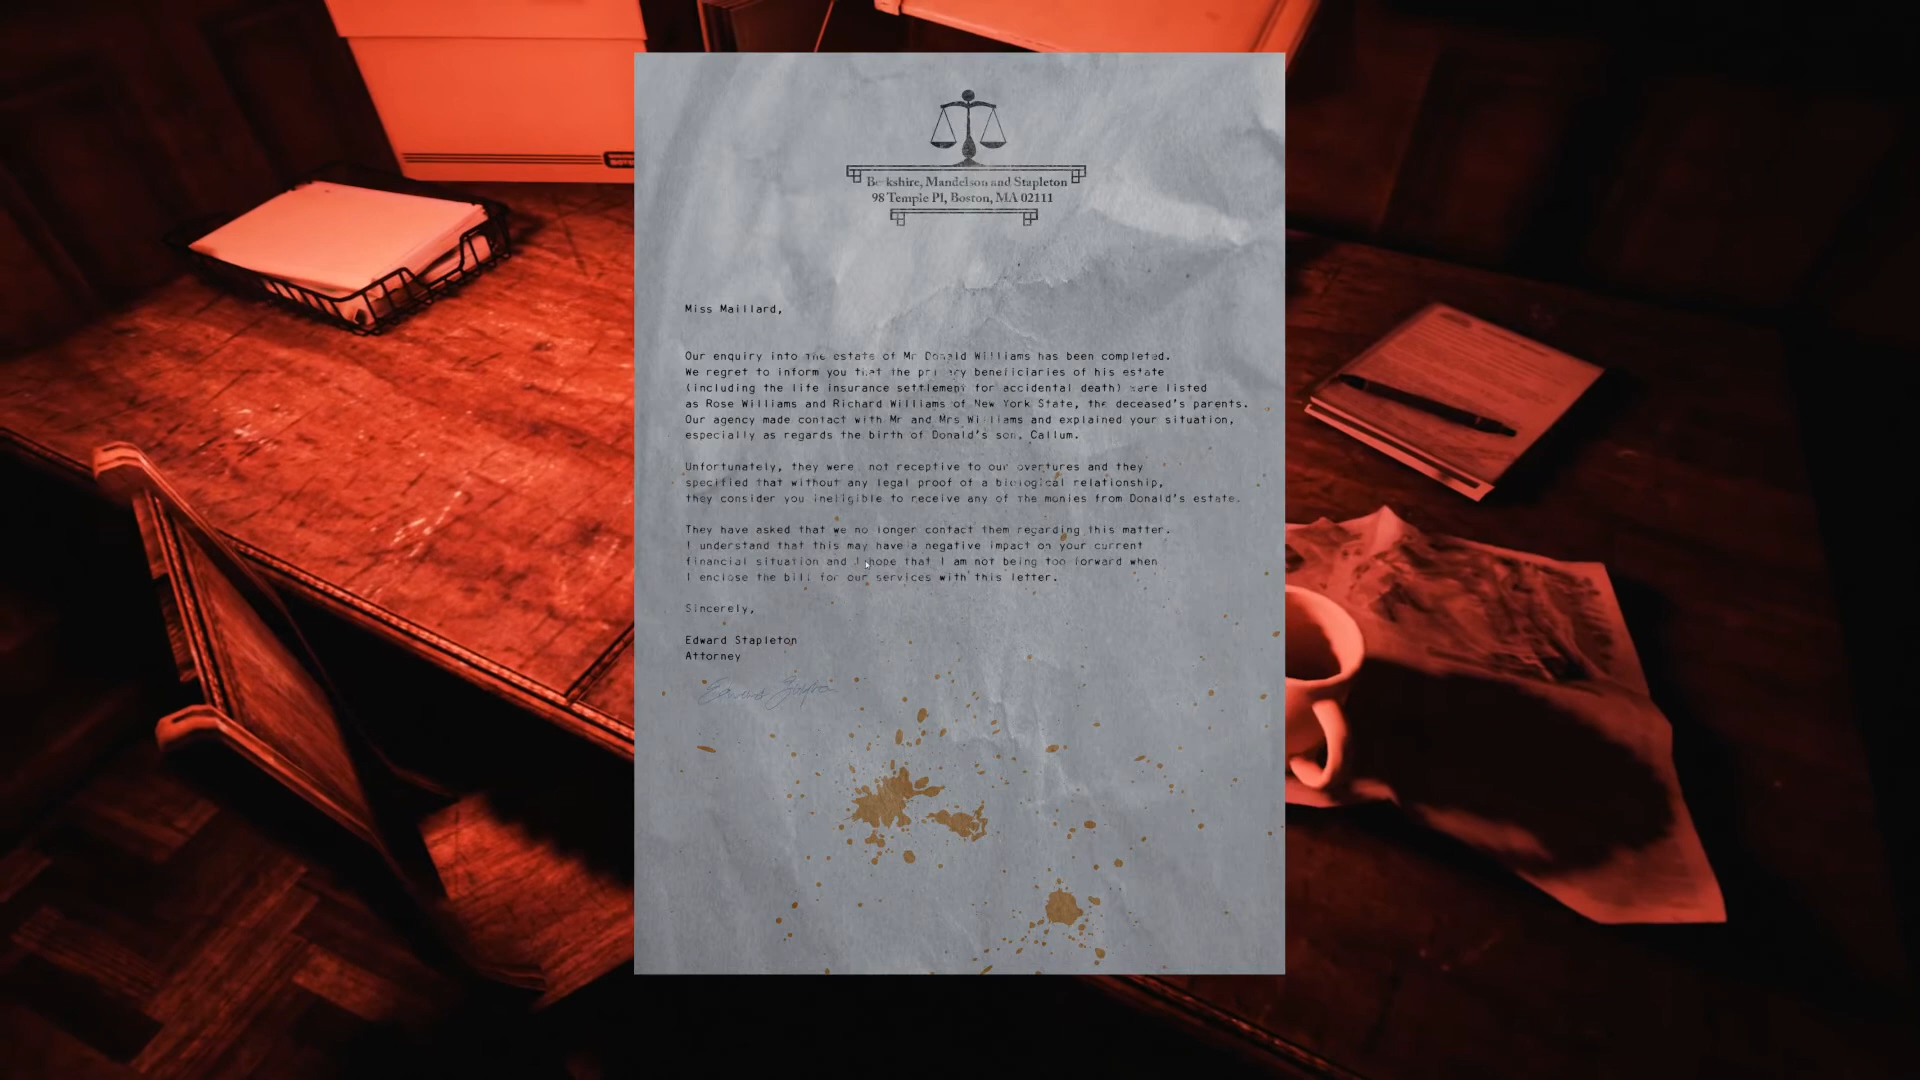 Berkshire, Mandelson and Stapleton
98 Temple Pl, Boston, MA 02111
Miss Maillard,
Our enquiry into the estate of Mr Donald Williams has been completed.
We regret to inform you that the primary beneficiaries of his estate
(including the life insurance settlement for accidental death) were listed
as Rose Williams and Richard Williams of New York State, the deceased's parents.
Our agency made contact with Mr and Mrs Williams and explained your situation,
especially as regards the birth of Donald's son, Callum.
Unfortunately, they were not receptive to our overtures and they
specified that without any legal proof of a biological relationship,
they consider you ineligible to receive any of the monies from Donald's estate.
They have asked that we no longer contact them regarding this matter.
I understand that this may have a negative impact on your current
financial situation and I hope that I am not being too forward when
I enclose the bill for our services with this letter.
Sincerely,
Edward Stapleton
Attorney